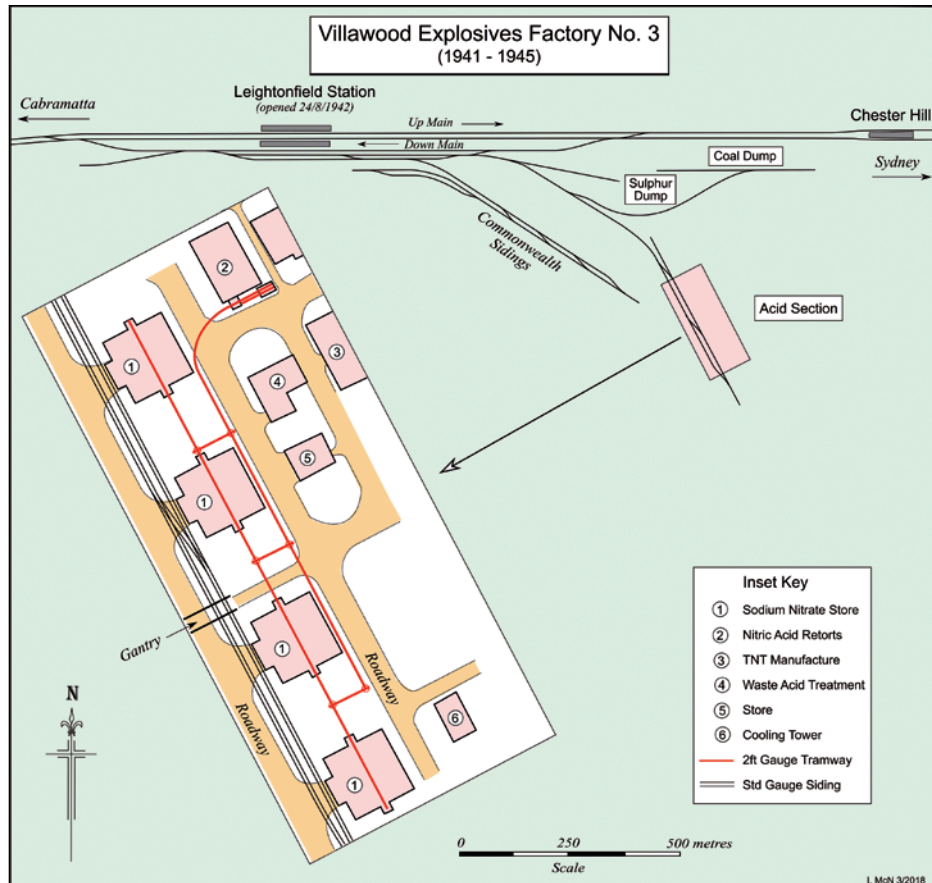 Villawood Explosives Factory No. 3
(1941 - 1945)
Leightonfield Station
(opened 24/8/1942)
Cabramatta
Up Main
Down Main
Chester Hill
Sydney
Coal Dump
Sulphur
Dump
Commonwealth
Sidings
Acid Section
2
1
3
4
1
5
1
6
1
Gantry
Roadway
Roadway
N
Inset Key
1 Sodium Nitrate Store
2 Nitric Acid Retorts
3 TNT Manufacture
4 Waste Acid Treatment
5 Store
6 Cooling Tower
2ft Gauge Tramway
Std Gauge Siding
0 250 500 metres
Scale
I. McN 3/2018